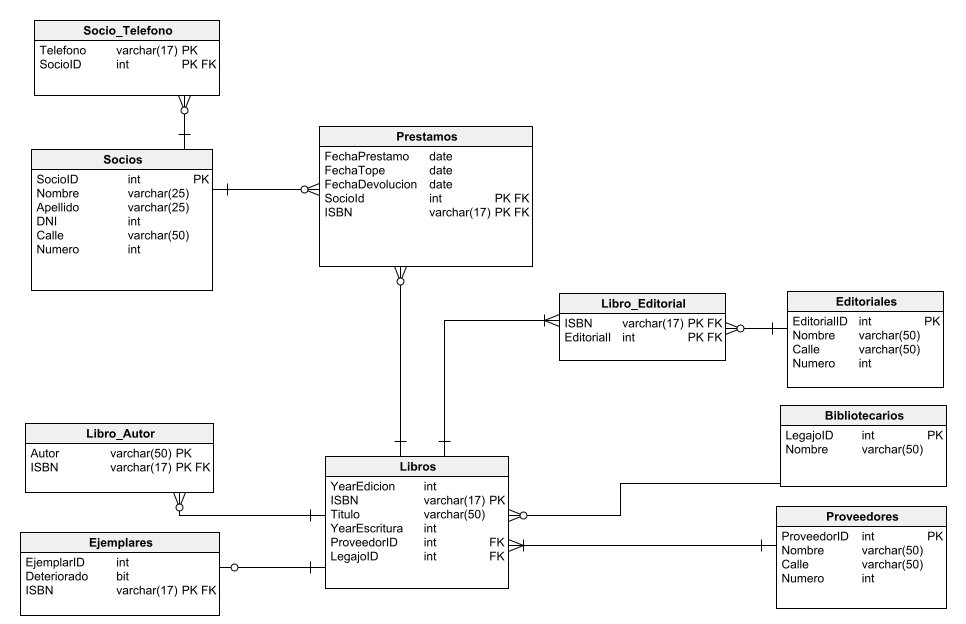 Socio_Telefono
Telefono varchar(17) PK
SocioID int PK FK
Socios
SocioID int PK
Nombre varchar(25)
Apellido varchar(25)
DNI int
Calle varchar(50)
Numero int
Prestamos
FechaPrestamo date
FechaTope date
FechaDevolucion date
SocioId int PK FK
ISBN varchar(17) PK FK
Libro_Editorial
ISBN varchar(17) PK FK
EditorialI int PK FK
Editoriales
EditorialID int PK
Nombre varchar(50)
Calle varchar(50)
Numero int
Bibliotecarios
LegajoID int PK
Nombre varchar(50)
Libro_Autor
Autor varchar(50) PK
ISBN varchar(17) PK FK
Libros
YearEdicion int
ISBN varchar(17) PK
Titulo varchar(50)
YearEscritura int
ProveedorID int FK
LegajoID int FK
Proveedores
ProveedorID int PK
Nombre varchar(50)
Calle varchar(50)
Numero int
Ejemplares
EjemplarID int
Deteriorado bit
ISBN varchar(17) PK FK